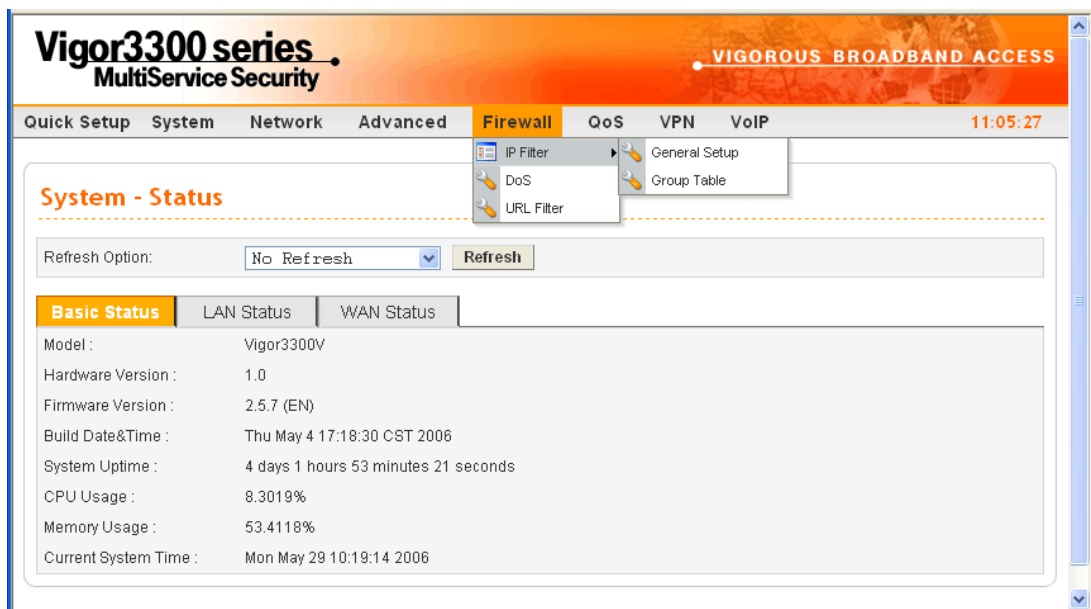 Vigor3300 series
MultiService Security
VIGOROUS BROADBAND ACCESS
Quick Setup System Network Advanced Firewall QoS VPN VoIP 11:05:27
IP Filter General Setup
DoS Group Table
URL Filter
System - Status
Refresh Option: No Refresh Refresh
Basic Status LAN Status WAN Status
Model : Vigor3300V
Hardware Version : 1.0
Firmware Version : 2.5.7 (EN)
Build Date&Time : Thu May 4 17:18:30 CST 2006
System Uptime : 4 days 1 hours 53 minutes 21 seconds
CPU Usage : 8.3019%
Memory Usage : 53.4118%
Current System Time : Mon May 29 10:19:14 2006